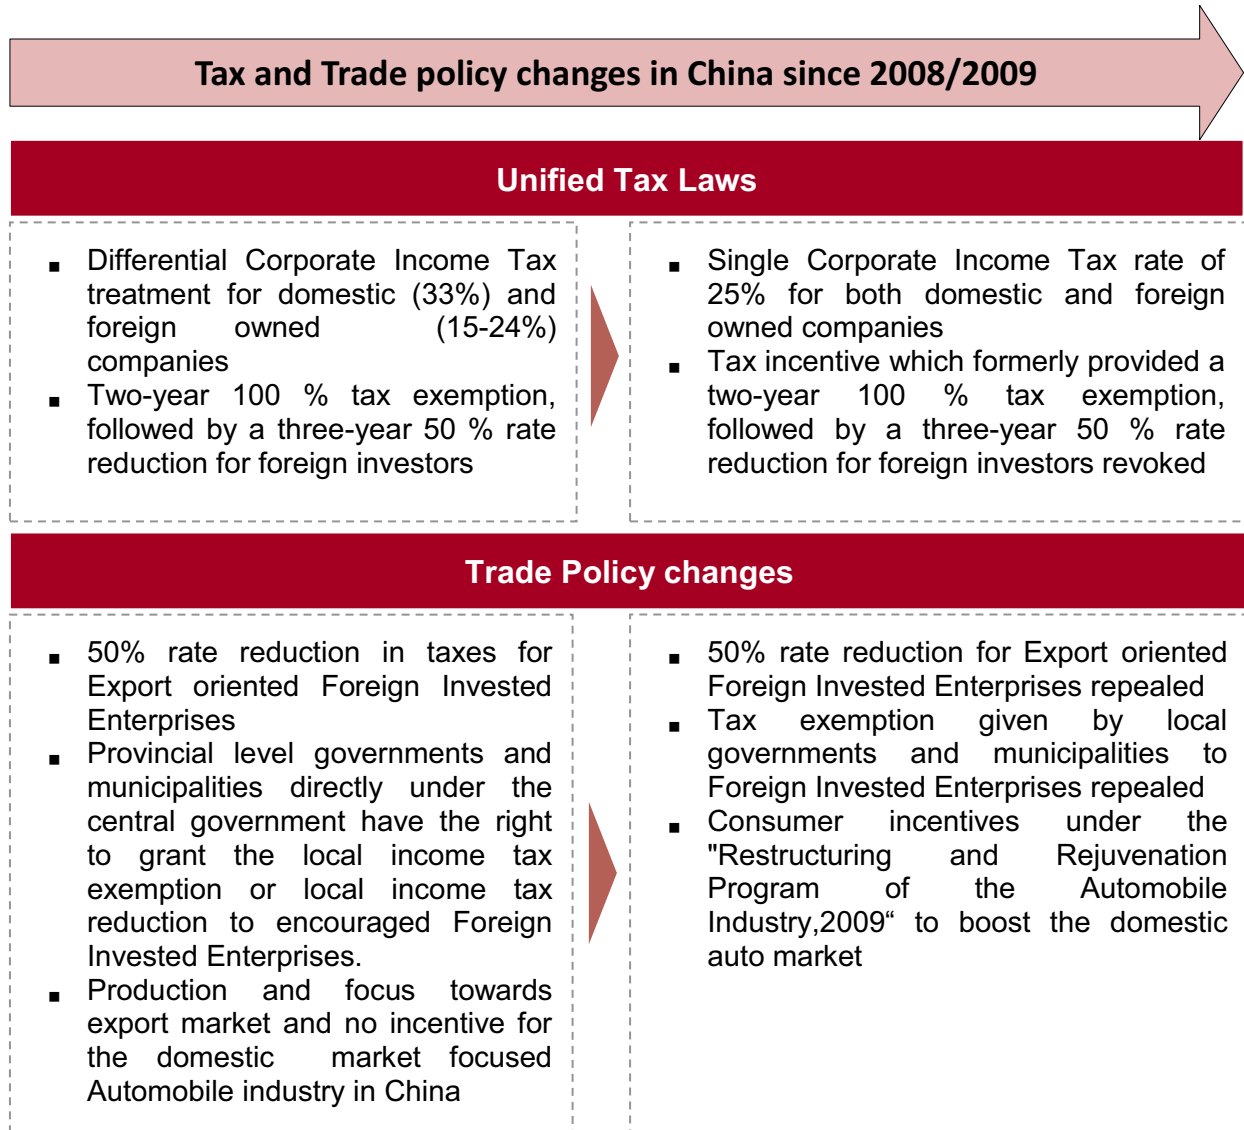 Tax and Trade policy changes in China since 2008/2009
Unified Tax Laws
▪ Differential Corporate Income Tax
treatment for domestic (33%) and
foreign owned (15-24%)
companies
▪ Two-year 100 % tax exemption,
followed by a three-year 50 % rate
reduction for foreign investors
▪ Single Corporate Income Tax rate of
25% for both domestic and foreign
owned companies
▪ Tax incentive which formerly provided a
two-year 100 % tax exemption,
followed by a three-year 50 % rate
reduction for foreign investors revoked
Trade Policy changes
▪ 50% rate reduction in taxes for
Export oriented Foreign Invested
Enterprises
▪ Provincial level governments and
municipalities directly under the
central government have the right
to grant the local income tax
exemption or local income tax
reduction to encouraged Foreign
Invested Enterprises.
▪ Production and focus towards
export market and no incentive for
the domestic market focused
Automobile industry in China
▪ 50% rate reduction for Export oriented
Foreign Invested Enterprises repealed
▪ Tax exemption given by local
governments and municipalities to
Foreign Invested Enterprises repealed
▪ Consumer incentives under the
"Restructuring and Rejuvenation
Program of the Automobile
Industry,2009“ to boost the domestic
auto market